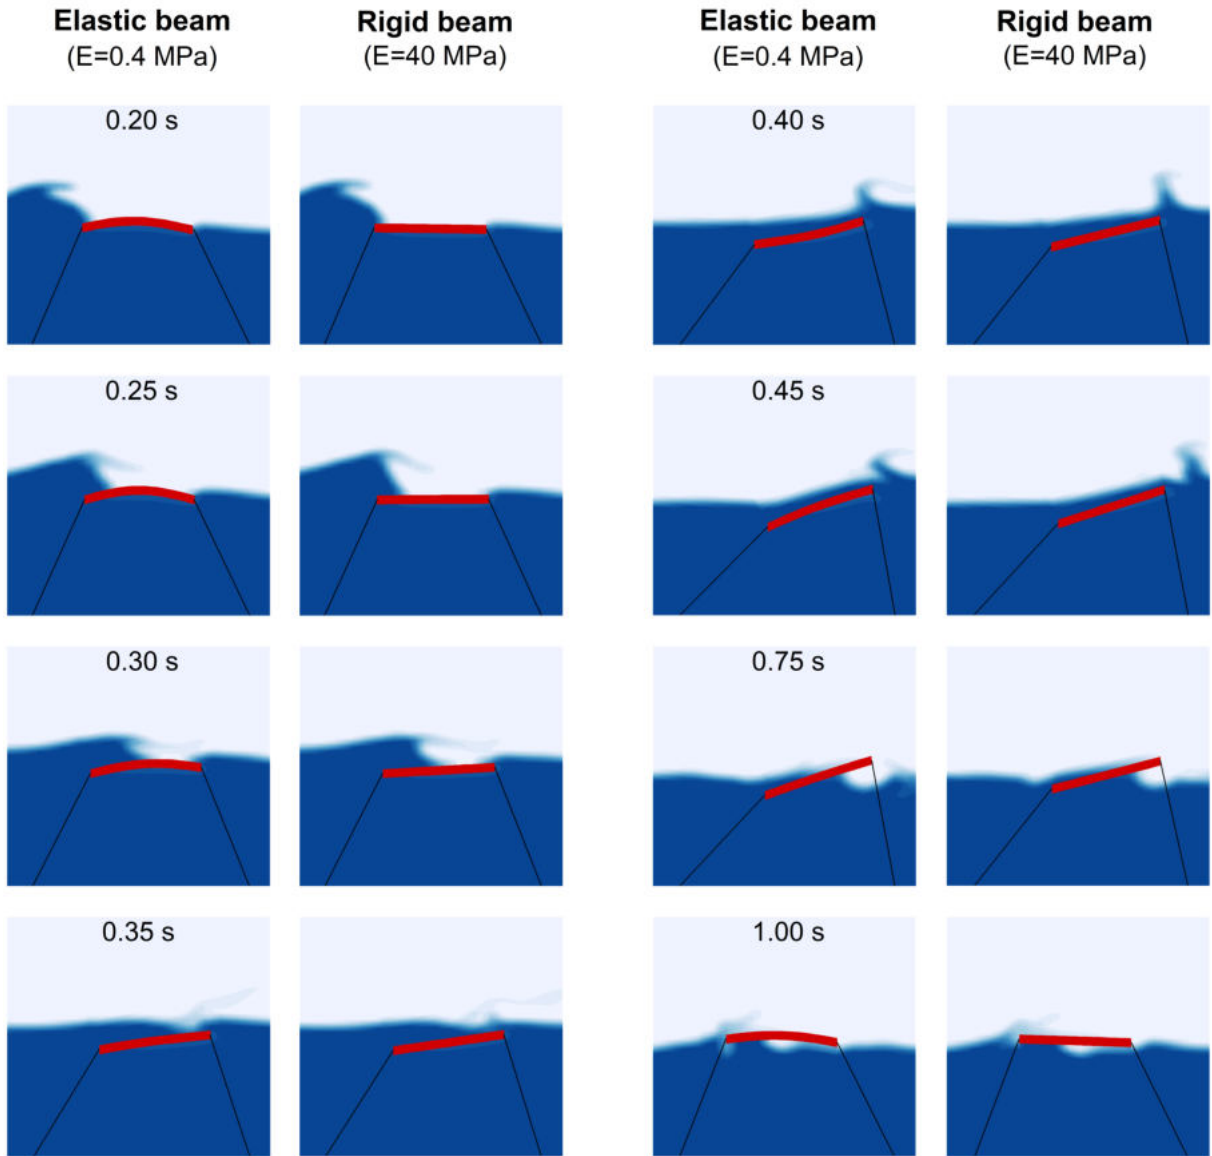 Elastic beam
(E=0.4 MPa)
Rigid beam
(E=40 MPa)
Elastic beam
(E=0.4 MPa)
Rigid beam
(E=40 MPa)
0.20 s
0.40 s
0.25 s
0.45 s
0.30 s
0.75 s
0.35 s
1.00 s